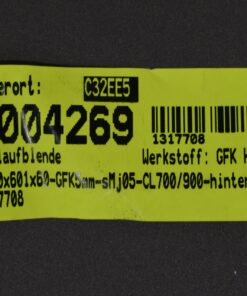 erort: C32EE5
004269
1317708
laufblende Werkstoff: GFK H
0x601x60-GFK5mm-sMj05-CL700/900-hinten
7708